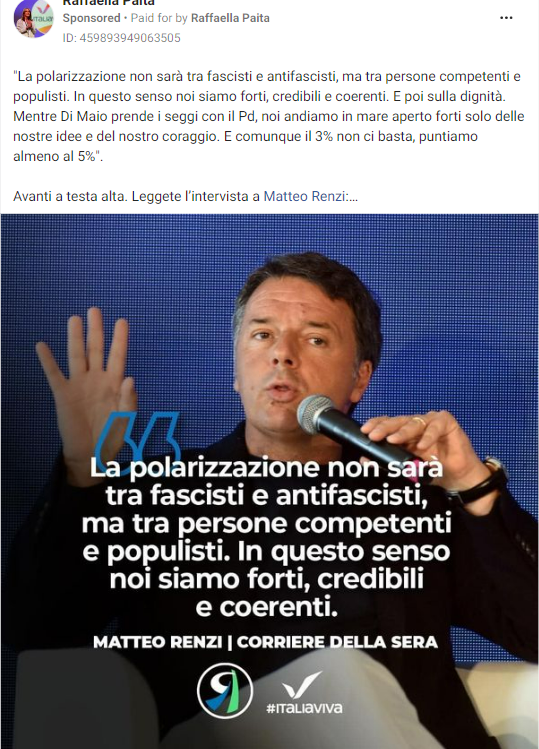 Raffaella Paita
Sponsored • Paid for by Raffaella Paita
ID: 459893949063505
"La polarizzazione non sarà tra fascisti e antifascisti, ma tra persone competenti e
populisti. In questo senso noi siamo forti, credibili e coerenti. E poi sulla dignità.
Mentre Di Maio prende i seggi con il Pd, noi andiamo in mare aperto forti solo delle
nostre idee e del nostro coraggio. E comunque il 3% non ci basta, puntiamo
almeno al 5%".
Avanti a testa alta. Leggete l'intervista a Matteo Renzi:...
La polarizzazione non sarà
tra fascisti e antifascisti,
ma tra persone competenti
e populisti. In questo senso
noi siamo forti, credibili
e coerenti.
MATTEO RENZI | CORRIERE DELLA SERA
#ITALIAVIVA